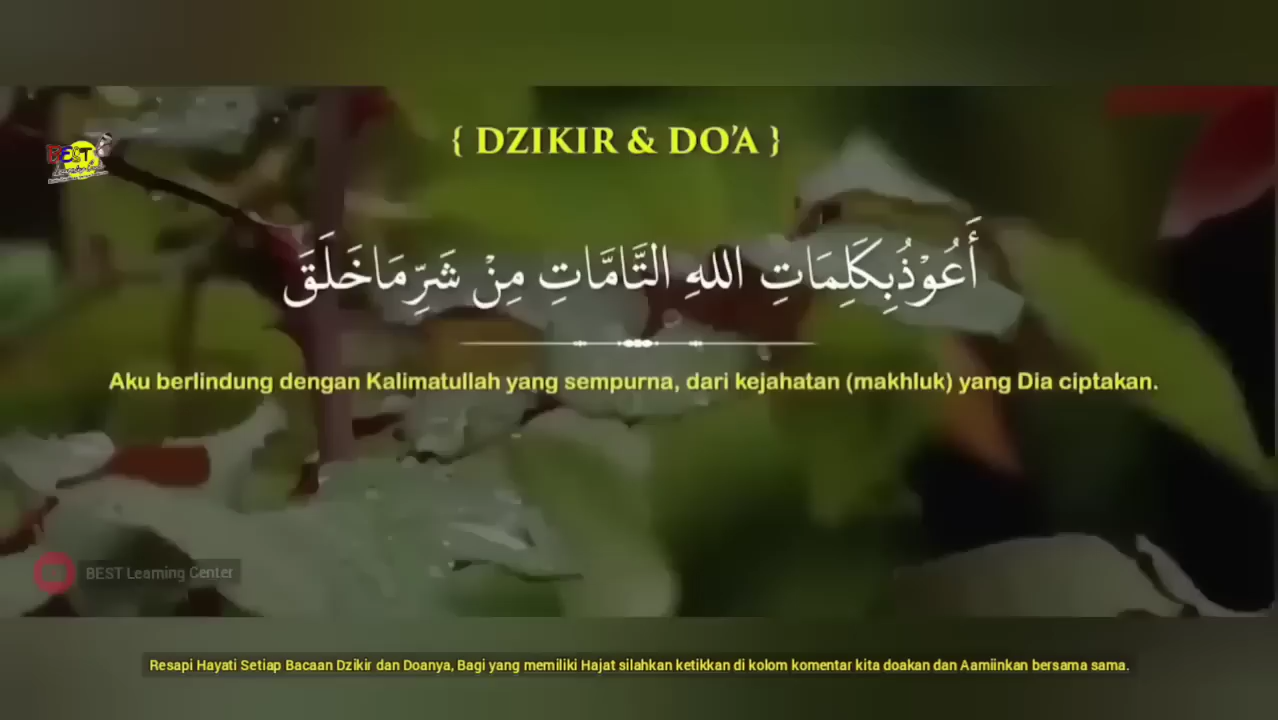 { DZIKIR & DO'A }
BEST
أَعُوْذُبِكَلِمَاتِ اللهِ التَّامَّاتِ مِنْ شَرِّمَاخَلَقَ
Aku berlindung dengan Kalimatullah yang sempurna, dari kejahatan (makhluk) yang Dia ciptakan.
BEST Learning Center
Resapi Hayati Setiap Bacaan Dzikir dan Doanya, Bagi yang memiliki Hajat silahkan ketikkan di kolom komentar kita doakan dan Aamiinkan bersama sama.